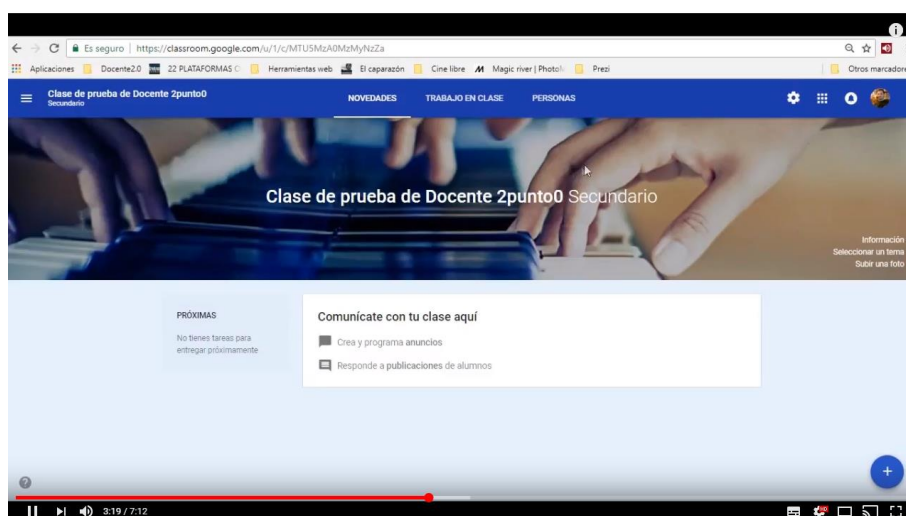 Es seguro | https://classroom.google.com/u/1/c/MTU5MzA0MzMyNzZa
Aplicaciones Docente2.0 22 PLATAFORMAS Herramientas web El caparazón Cine libre Magic river | Photo Prezi Otros marcadore
Clase de prueba de Docente 2punto0
Secundario
NOVEDADES TRABAJO EN CLASE PERSONAS
Clase de prueba de Docente 2punto0 Secundario
Información
Seleccionar un tema
Subir una foto
PRÓXIMAS
No tienes tareas para
entregar próximamente
Comunícate con tu clase aquí
Crea y programa anuncios
Responde a publicaciones de alumnos
3:19 / 7:12